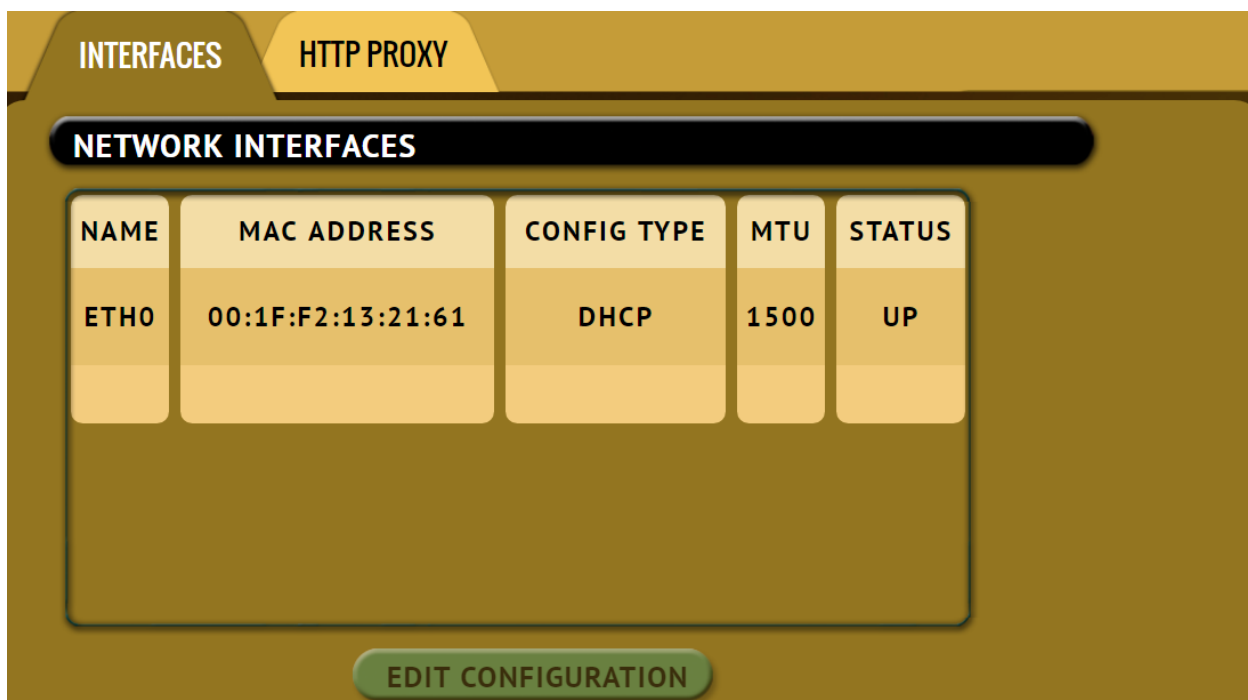 INTERFACES HTTP PROXY
NETWORK INTERFACES
NAME MAC ADDRESS CONFIG TYPE MTU STATUS
ETH0 00:1F:F2:13:21:61 DHCP 1500 UP
EDIT CONFIGURATION